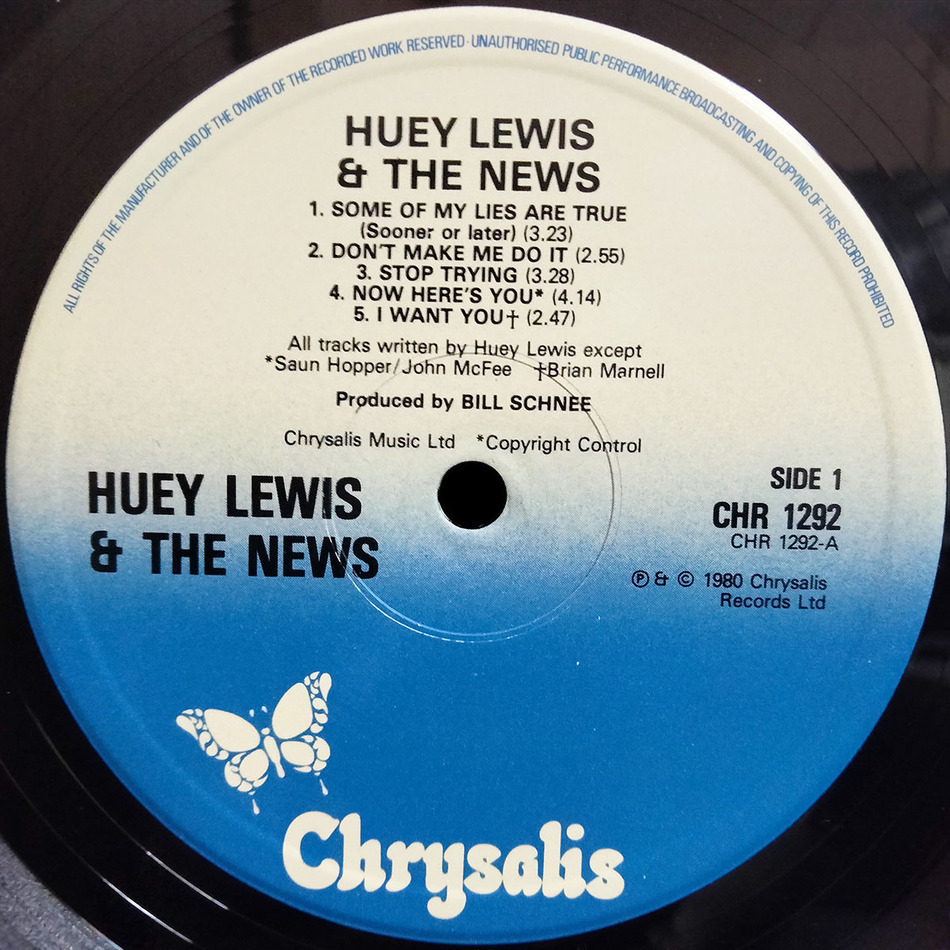 ALL RIGHTS OF THE MANUFACTURER AND OF THE OWNER OF THE RECORDED WORK RESERVED · UNAUTHORISED PUBLIC PERFORMANCE BROADCASTING AND COPYING OF THIS RECORD PROHIBITED
HUEY LEWIS
& THE NEWS
1. SOME OF MY LIES ARE TRUE
(Sooner or later) (3.23)
2. DON'T MAKE ME DO IT (2.55)
3. STOP TRYING (3.28)
4. NOW HERE'S YOU* (4.14)
5. I WANT YOU† (2.47)
All tracks written by Huey Lewis except
*Saun Hopper/John McFee †Brian Marnell
Produced by BILL SCHNEE
Chrysalis Music Ltd *Copyright Control
HUEY LEWIS
& THE NEWS
SIDE 1
CHR 1292
CHR 1292-A
℗ & © 1980 Chrysalis
Records Ltd
Chrysalis